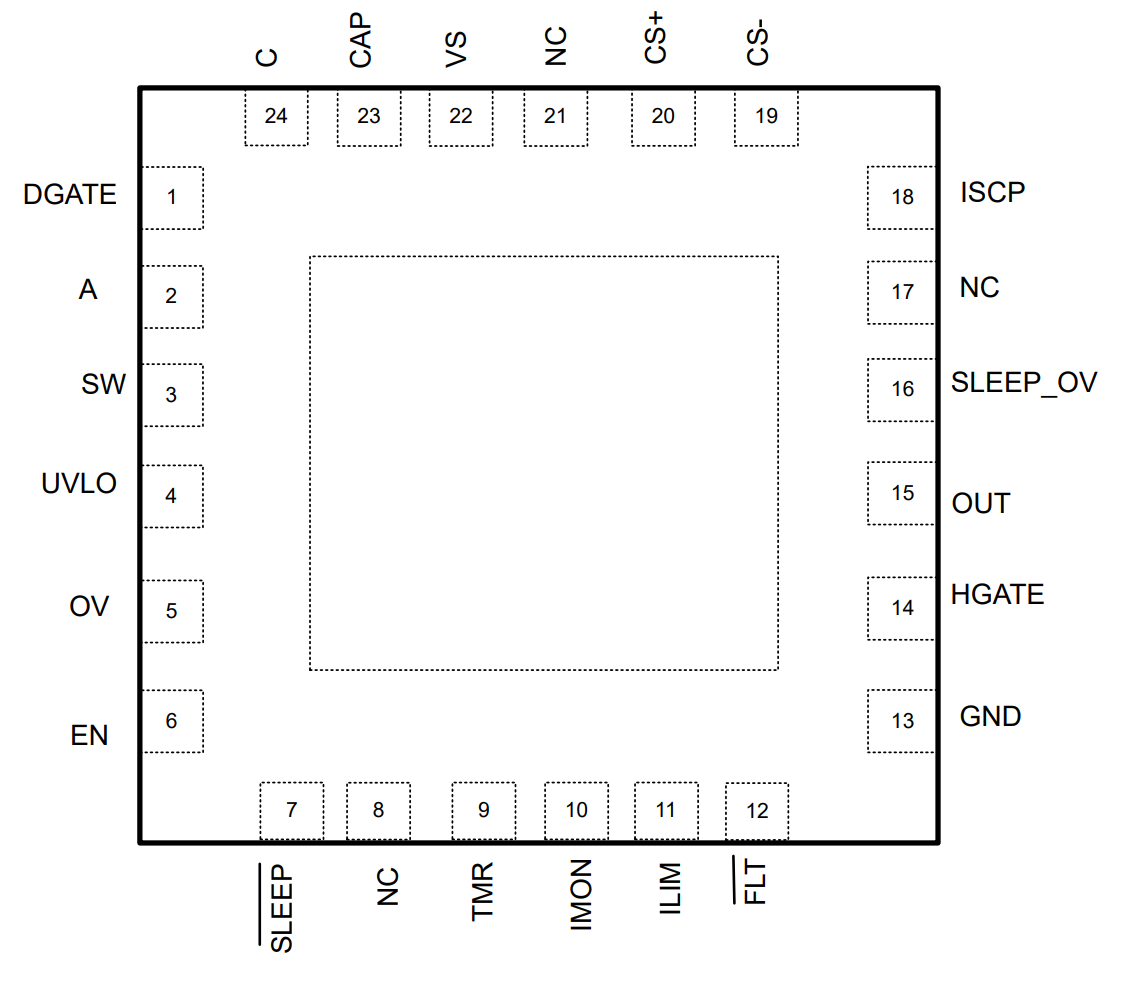 C
CAP
VS
NC
CS+
CS-
24
23
22
21
20
19
DGATE 1
18 ISCP
A 2
17 NC
SW 3
16 SLEEP_OV
UVLO 4
15 OUT
OV 5
14 HGATE
EN 6
13 GND
7
8
9
10
11
12
SLEEP
NC
TMR
IMON
ILIM
FLT